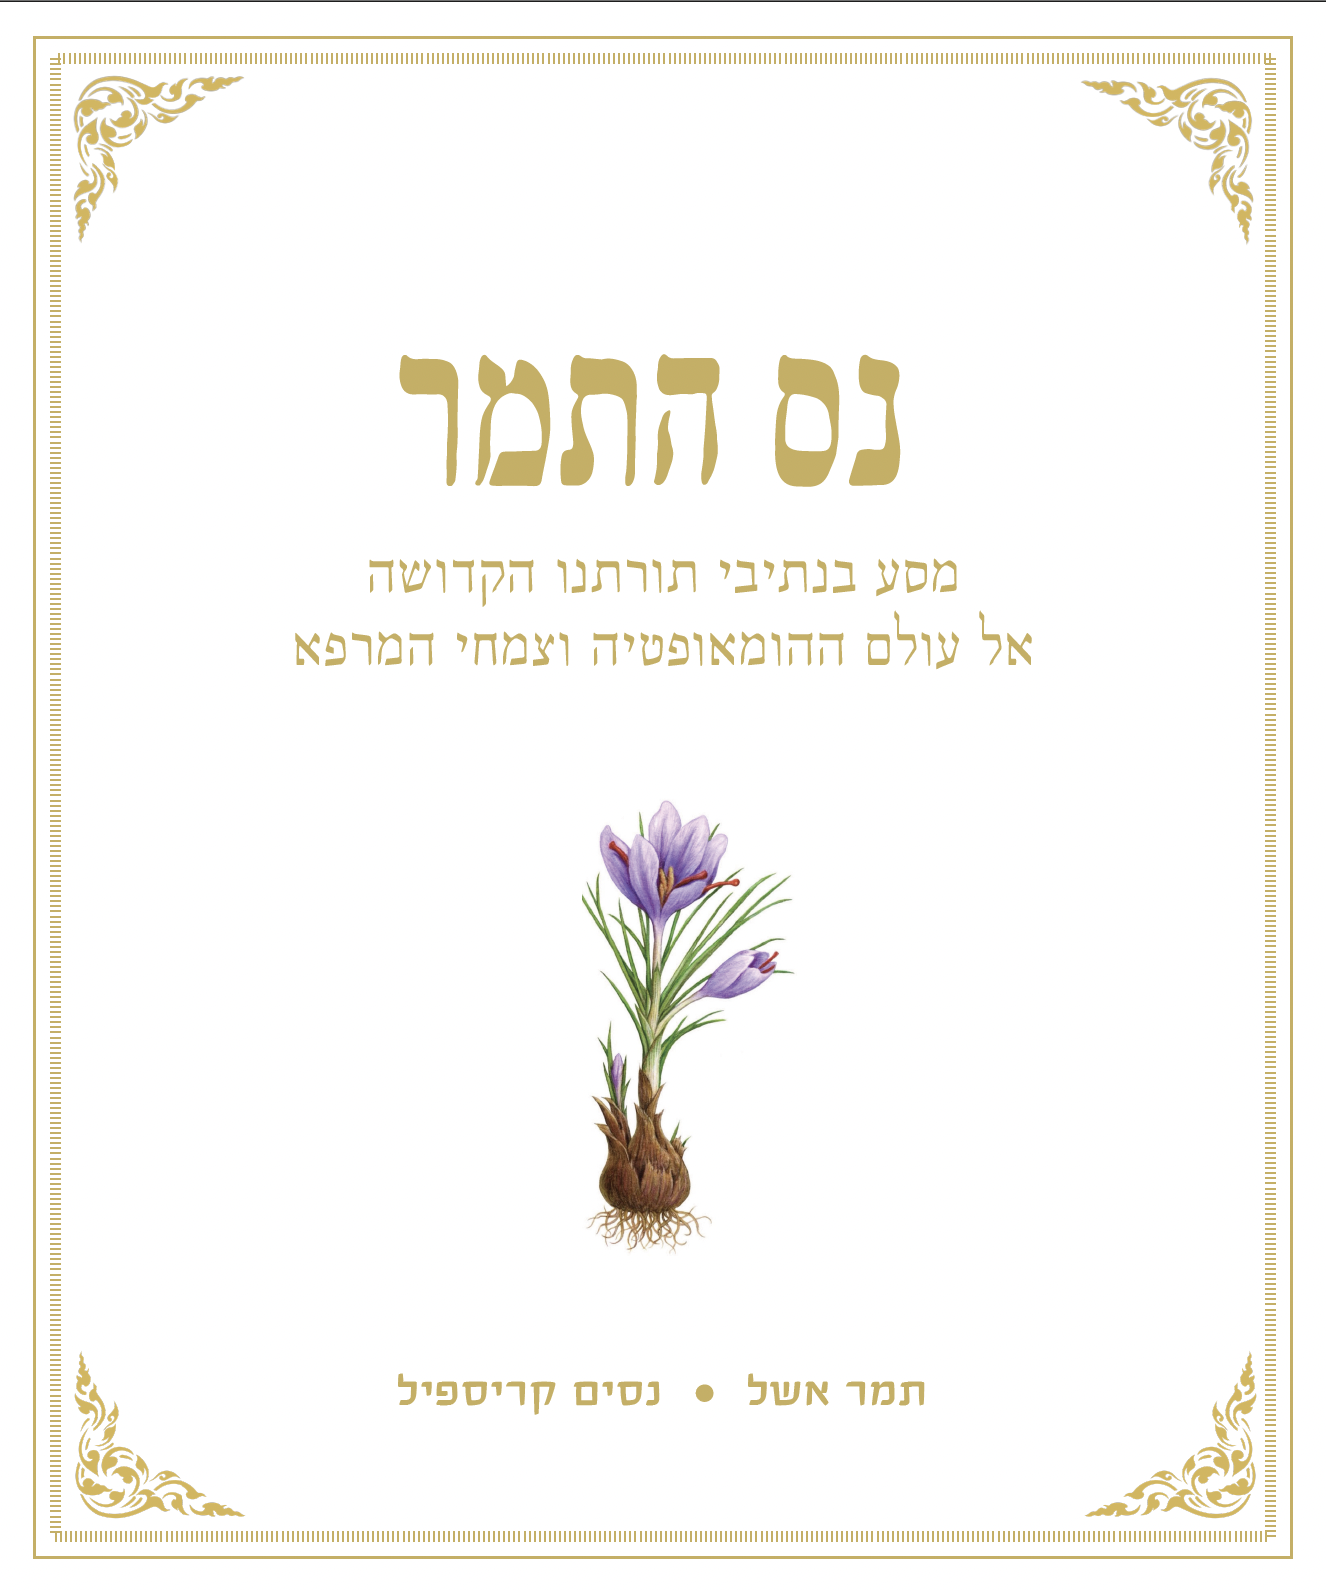 נס התמר
מסע בנתיבי תורתנו הקדושה
אל עולם ההומאופטיה וצמחי המרפא
תמר אשל ● נסים קריספיל